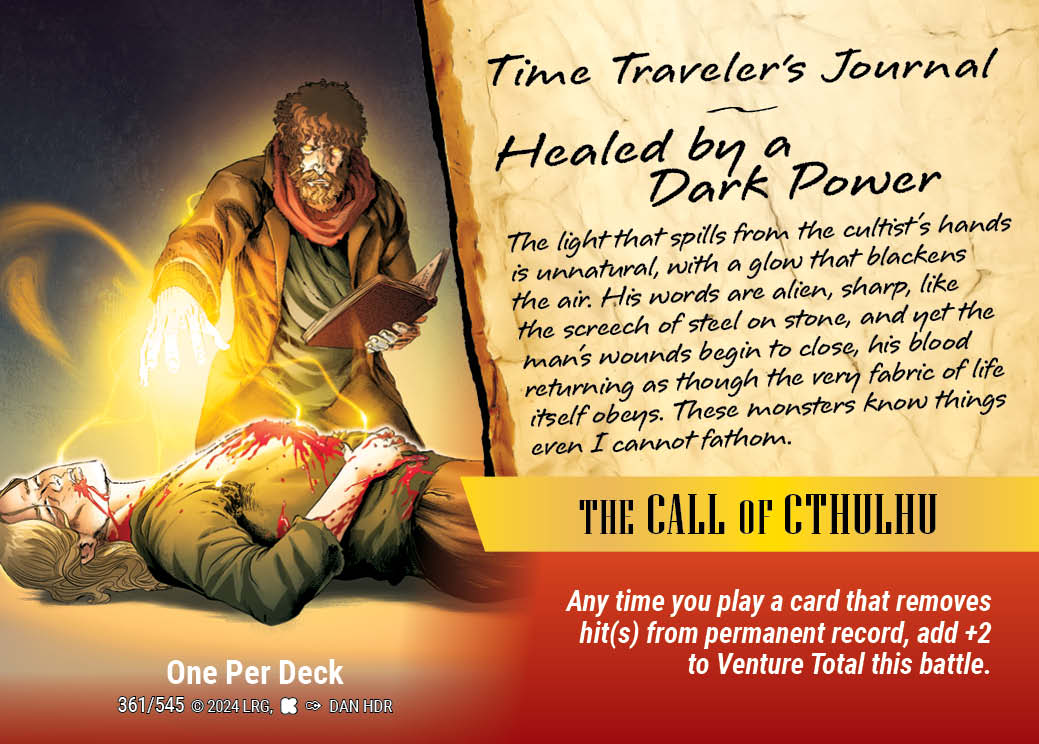 Time Traveler's Journal
Healed by a
Dark Power
The light that spills from the cultist's hands
is unnatural, with a glow that blackens
the air. His words are alien, sharp, like
the screech of steel on stone, and yet the
man's wounds begin to close, his blood
returning as though the very fabric of life
itself obeys. These monsters know things
even I cannot fathom.
THE CALL OF CTHULHU
Any time you play a card that removes
hit(s) from permanent record, add +2
to Venture Total this battle.
One Per Deck
361/545 © 2024 LRG, DAN HDR